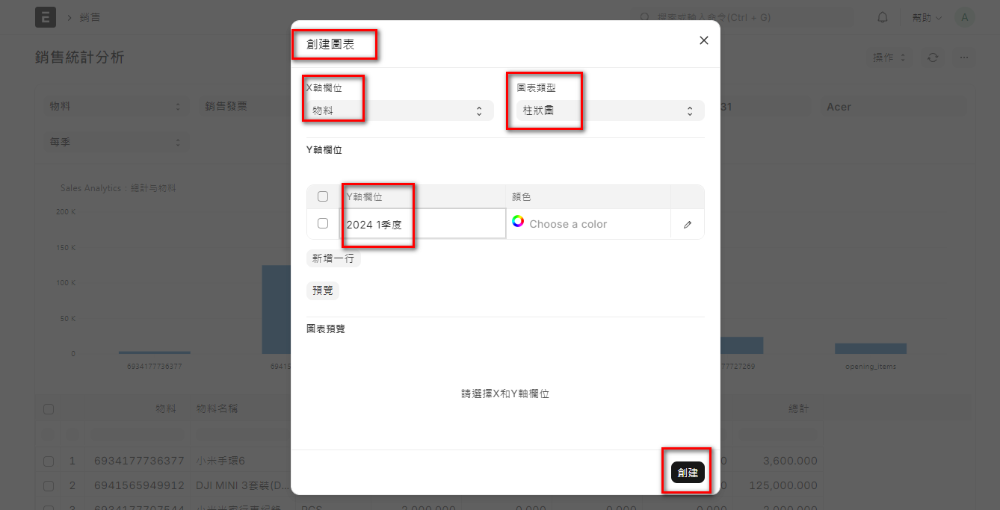 E
銷售
搜索或輸入命令(Ctrl + G)
幫助
A
創建圖表
銷售統計分析
操作
X軸欄位
圖表類型
物料
銷售發票
物料
柱狀圖
31
Acer
每季
Y軸欄位
Sales Analytics：總計与物料
Y軸欄位
顏色
200 K
2024 1季度
Choose a color
150 K
新增一行
100 K
預覽
50 K
圖表預覽
0
6934177736377
69415
77727269
opening_items
請選擇X和Y軸欄位
物料
物料名稱
總計
1
6934177736377
小米手環6
0
3,600.000
創建
2
6941565949912
DJI MINI 3套裝(D...
0
125,000.000
3
6934177707544
小米米家行車紀錄
PCS
2,000.000
0.000
0.000
0.000
2,000.000